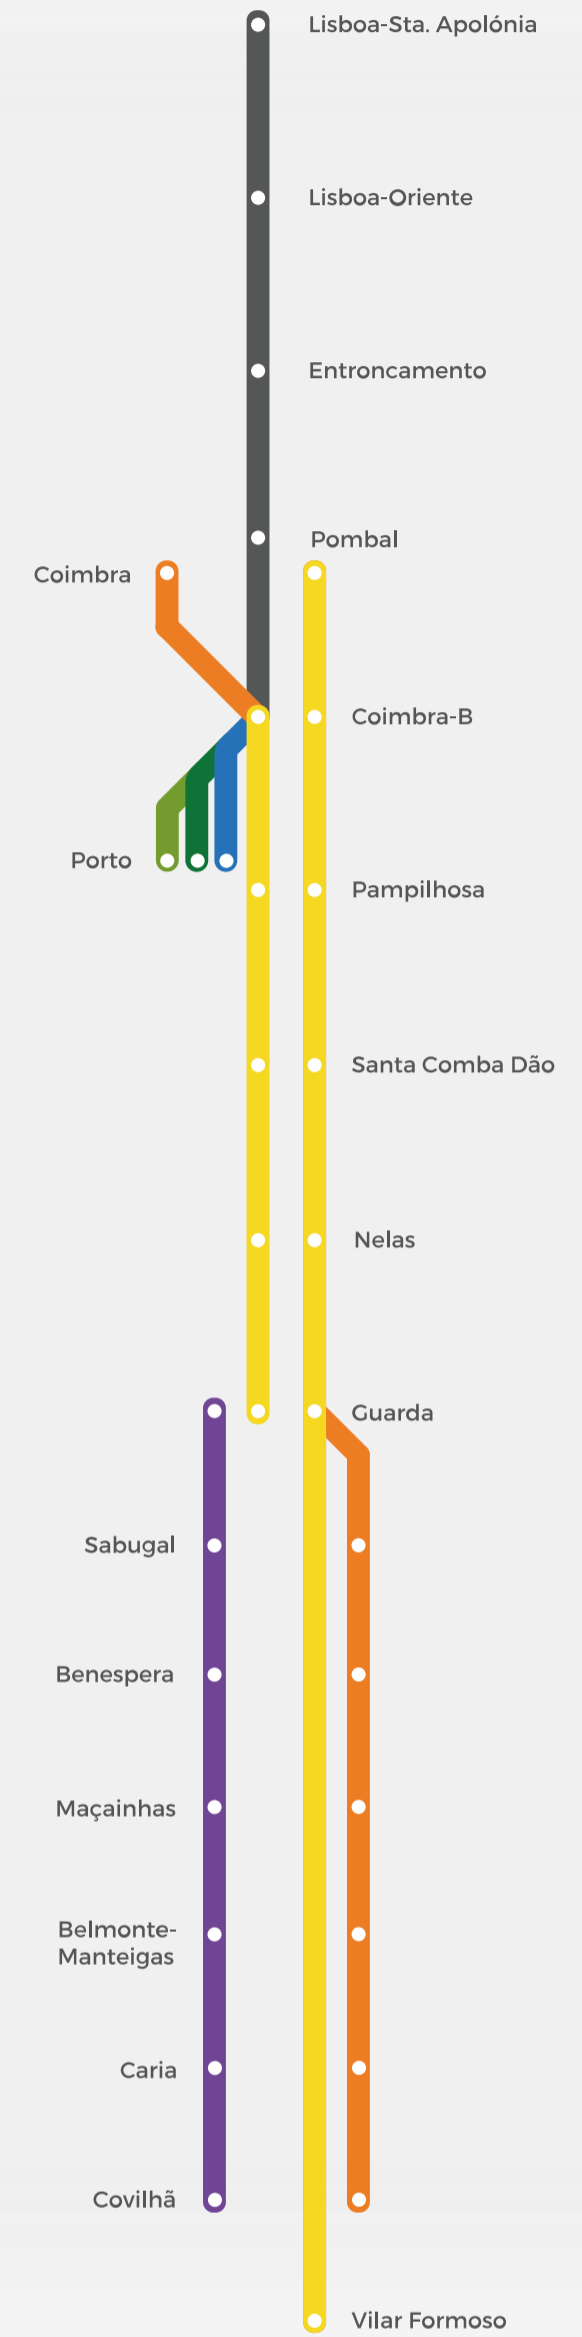 Lisboa-Sta. Apolónia
Lisboa-Oriente
Entroncamento
Pombal
Coimbra
Coimbra-B
Porto
Pampilhosa
Santa Comba Dão
Nelas
Guarda
Sabugal
Benespera
Maçainhas
Belmonte-
Manteigas
Caria
Covilhã
Vilar Formoso